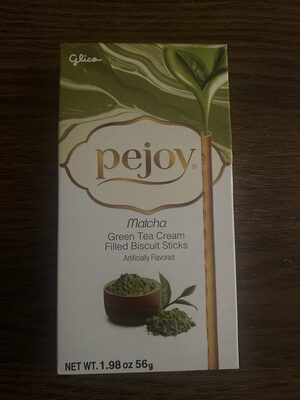 Glico
pejoy®
Matcha
Green Tea Cream
Filled Biscuit Sticks
Artificially Flavored
NET WT. 1.98 oz 56g